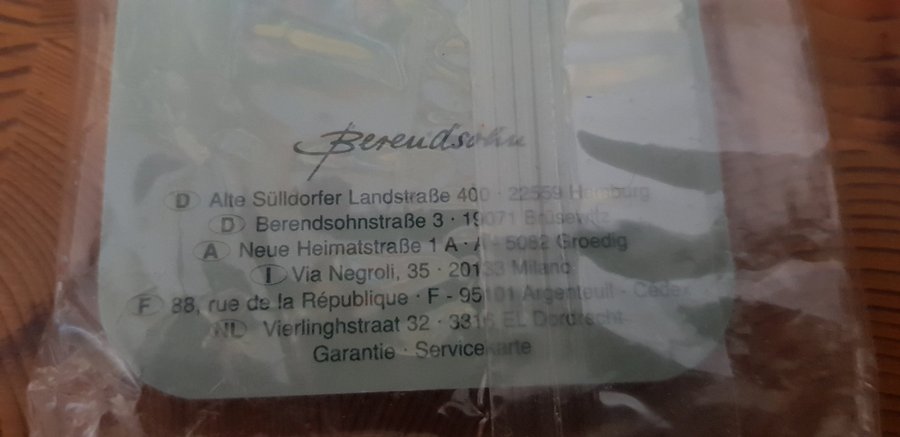 Berendsohn
D Alte Sülldorfer Landstraße 400 · 22559 Hamburg
D Berendsohnstraße 3 · 19071 Brüsewitz
A Neue Heimatstraße 1 A · A - 5082 Groedig
I Via Negroli, 35 · 20133 Milano
F 88, rue de la République · F - 95101 Argenteuil - Cedex
NL Vierlinghstraat 32 · 3316 EL Dordrecht
Garantie · Servicekarte